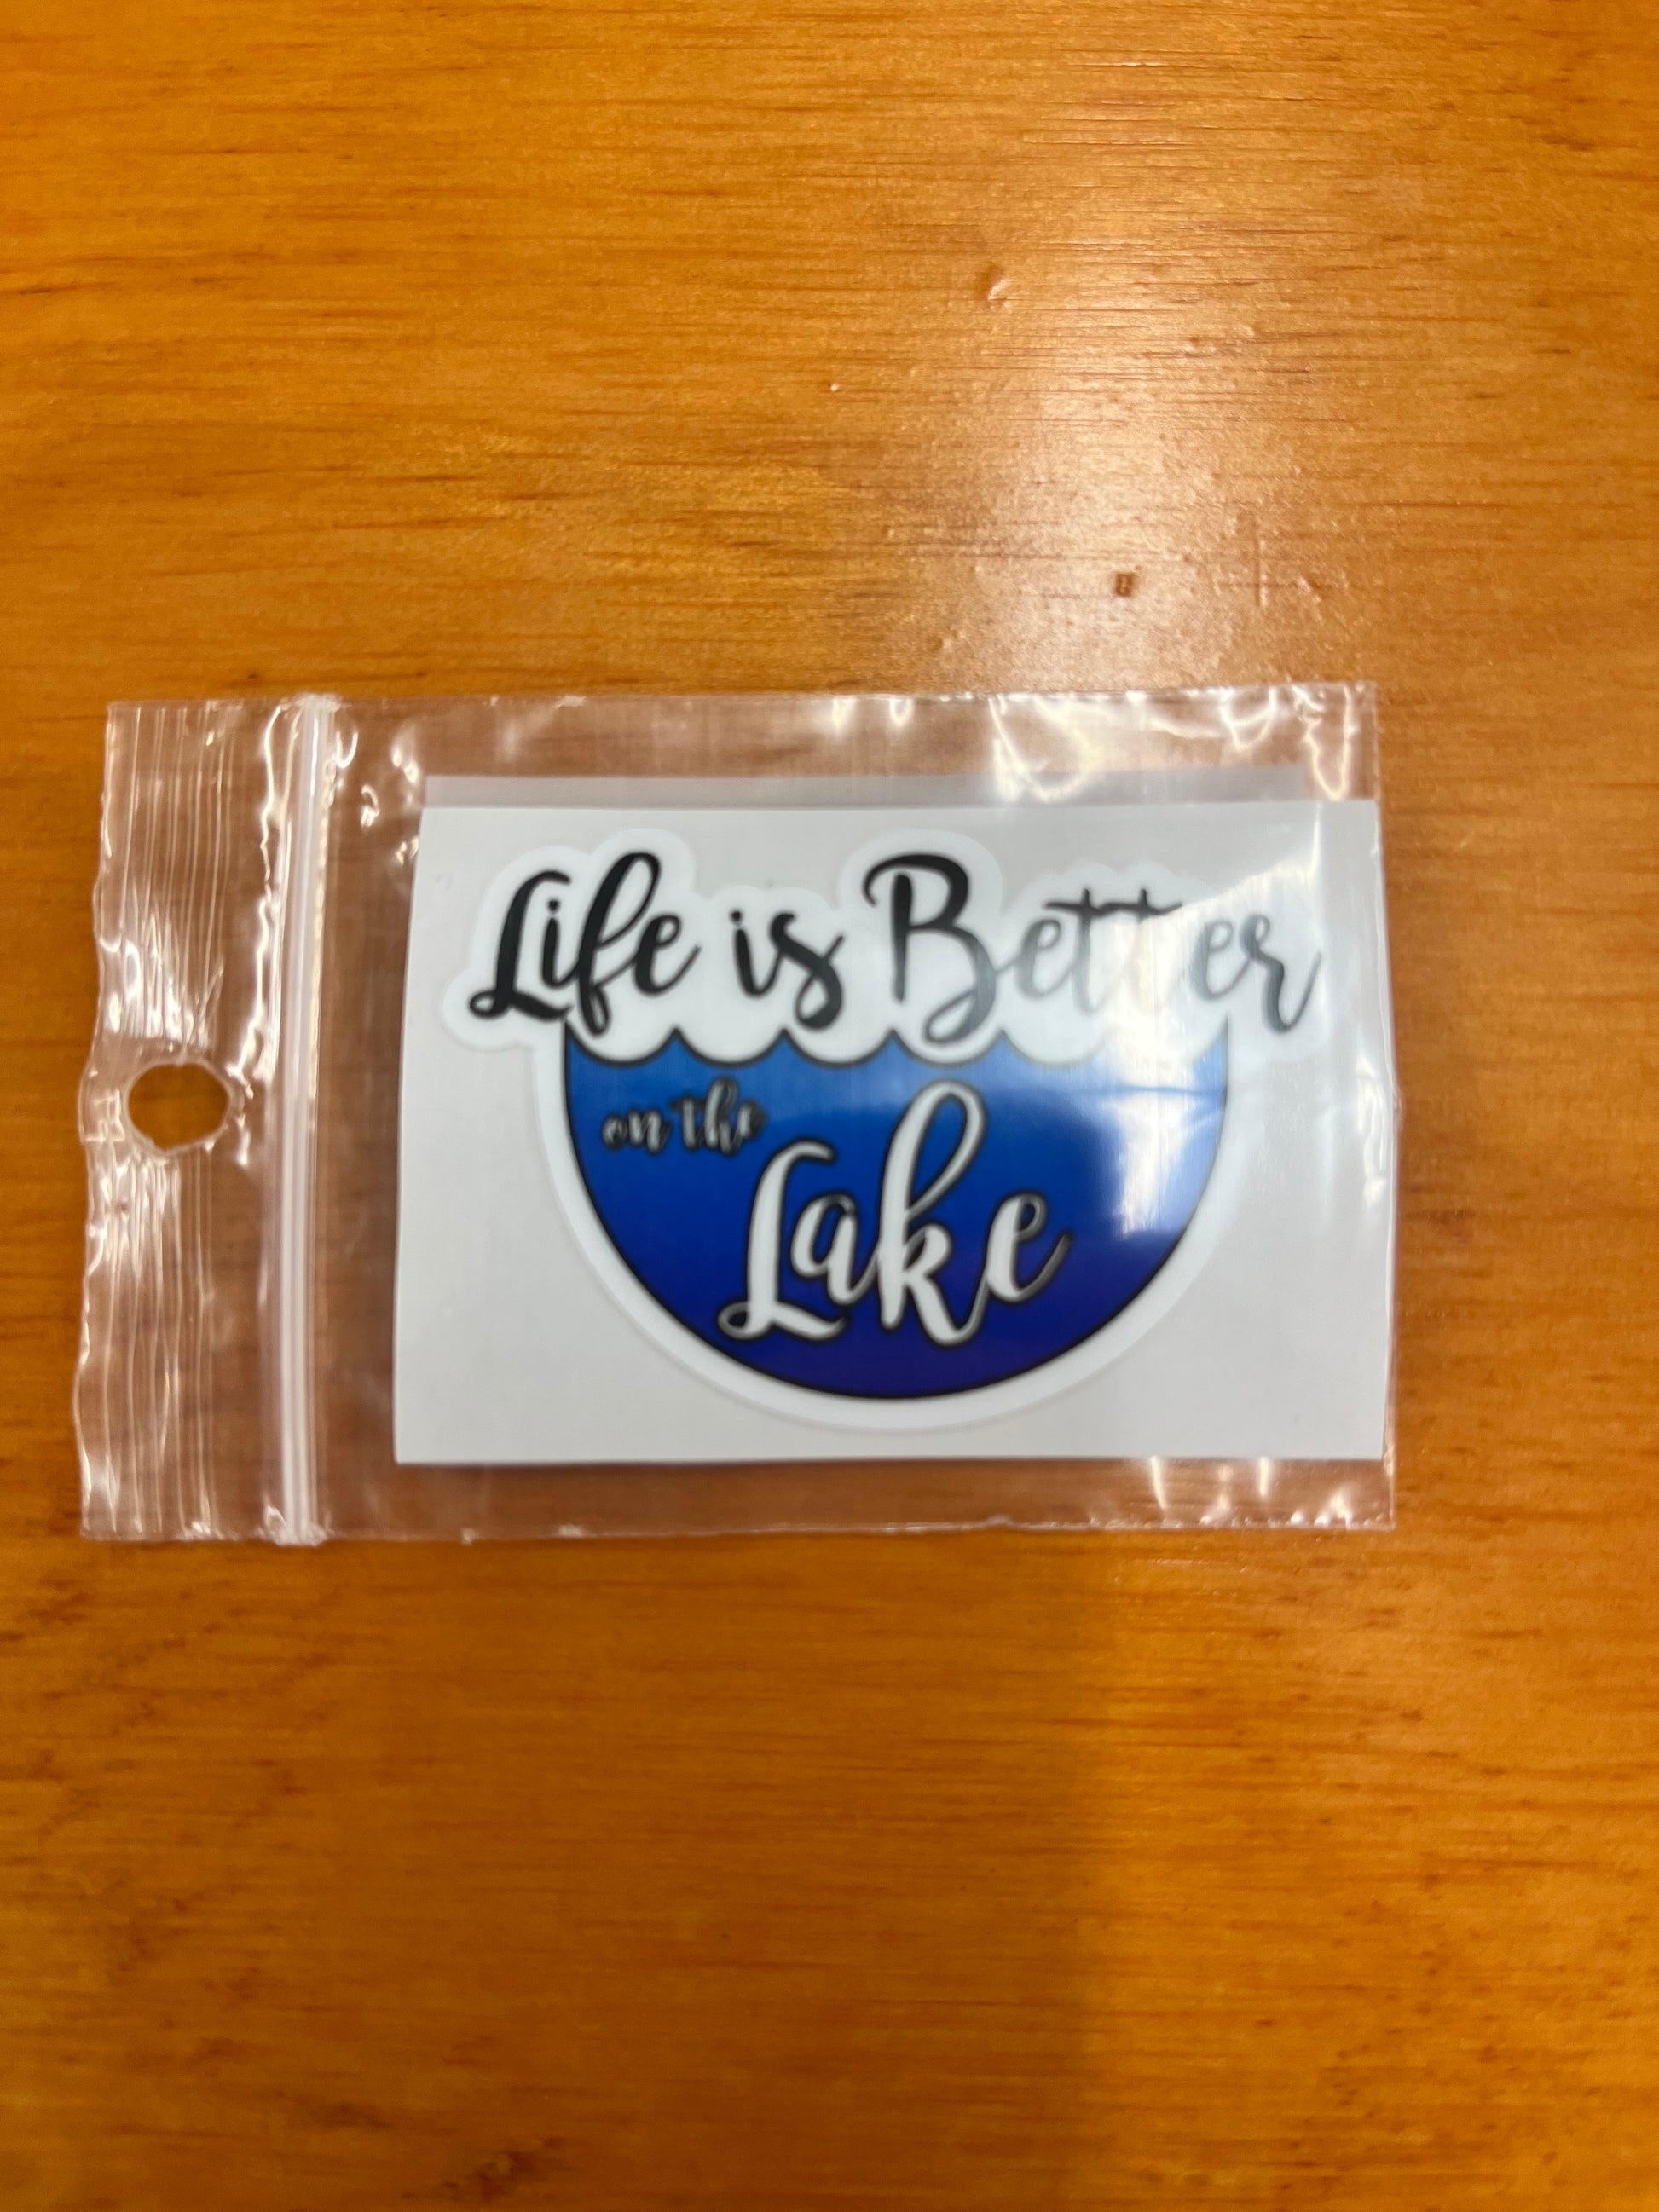 Life is Better
on the
Lake